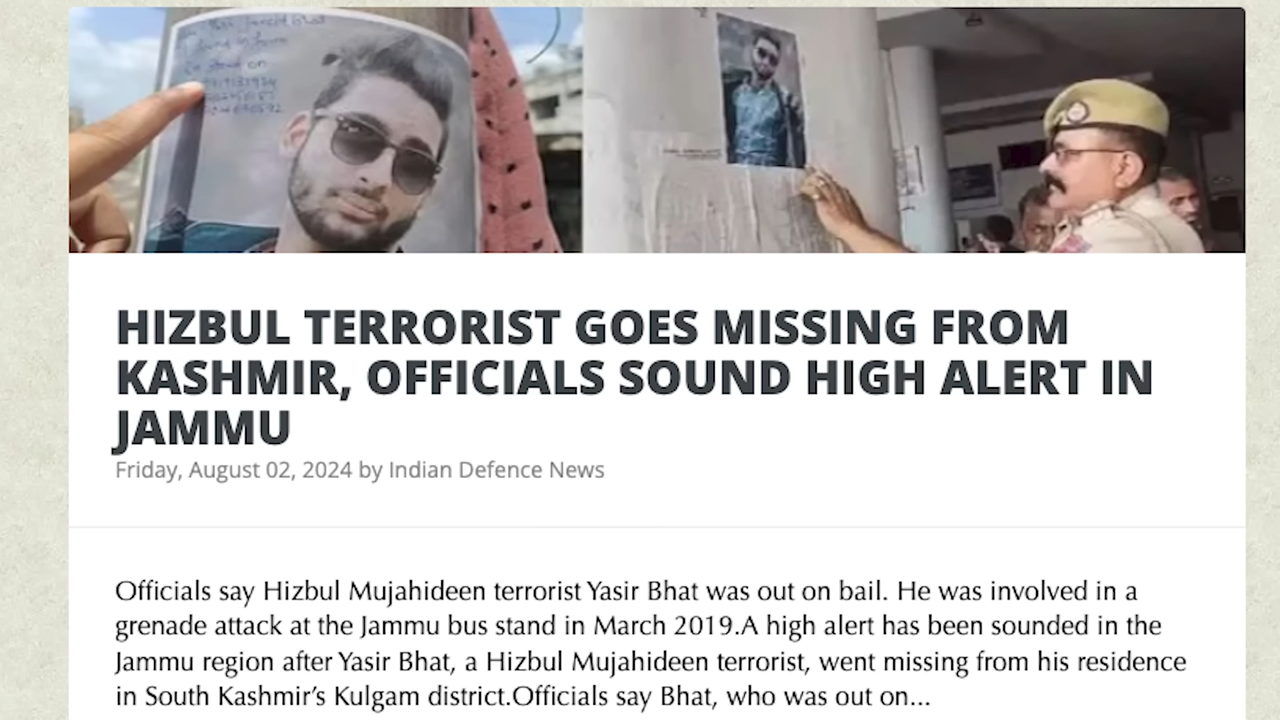 HIZBUL TERRORIST GOES MISSING FROM
KASHMIR, OFFICIALS SOUND HIGH ALERT IN
JAMMU
Friday, August 02, 2024 by Indian Defence News
Officials say Hizbul Mujahideen terrorist Yasir Bhat was out on bail. He was involved in a
grenade attack at the Jammu bus stand in March 2019.A high alert has been sounded in the
Jammu region after Yasir Bhat, a Hizbul Mujahideen terrorist, went missing from his residence
in South Kashmir’s Kulgam district.Officials say Bhat, who was out on...